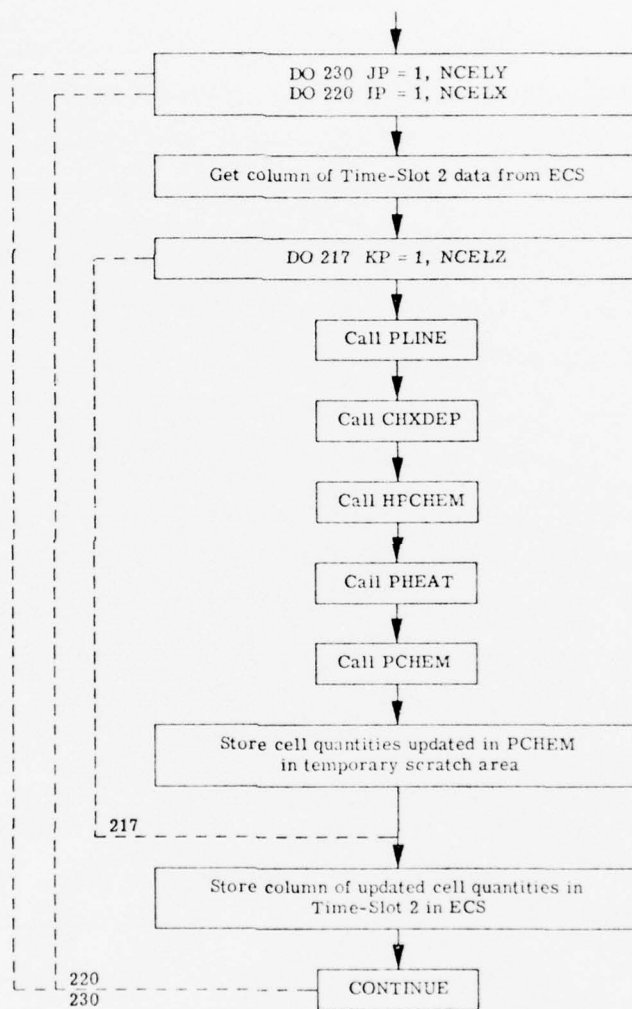 DO 230 JP = 1, NCELY
DO 220 IP = 1, NCELX
Get column of Time-Slot 2 data from ECS
DO 217 KP = 1, NCELZ
Call PLINE
Call CHXDEP
Call HPCHEM
Call PHEAT
Call PCHEM
Store cell quantities updated in PCHEM
in temporary scratch area
217
Store column of updated cell quantities in
Time-Slot 2 in ECS
220
CONTINUE
230